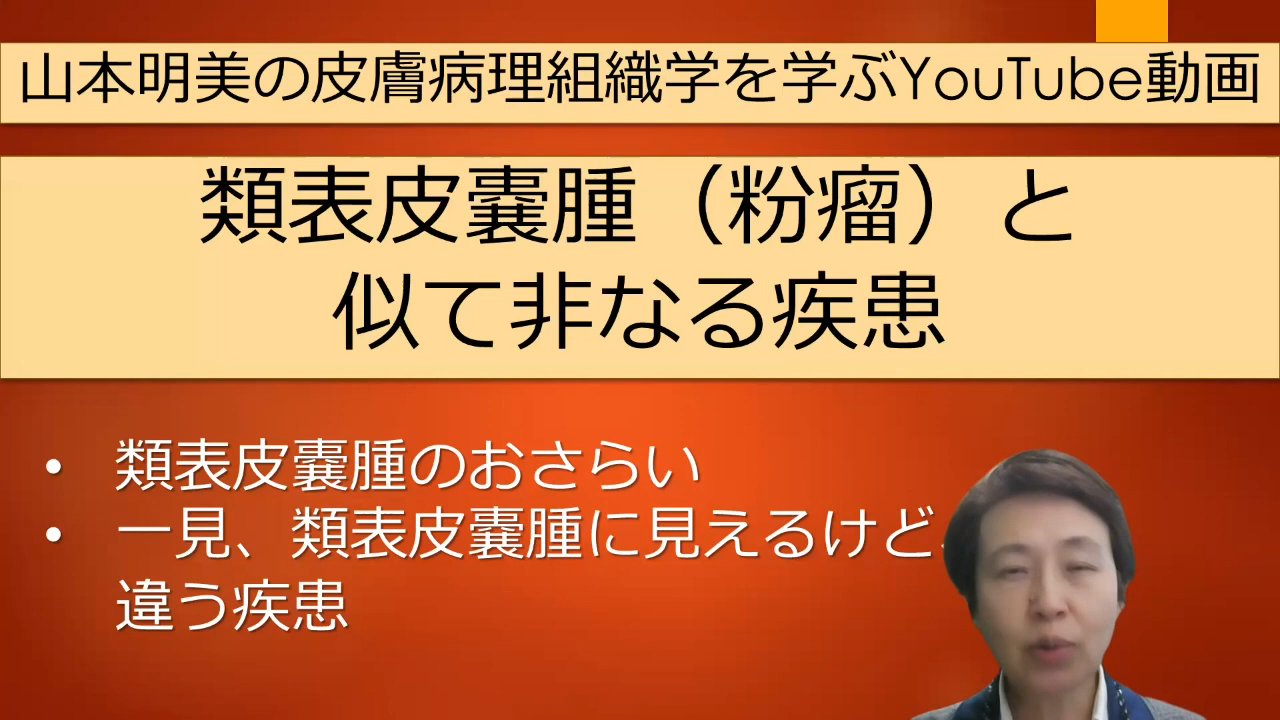 山本明美の皮膚病理組織学を学ぶYouTube動画
類表皮嚢腫（粉瘤）と
似て非なる疾患
• 類表皮嚢腫のおさらい
• 一見、類表皮嚢腫に見えるけど、
違う疾患